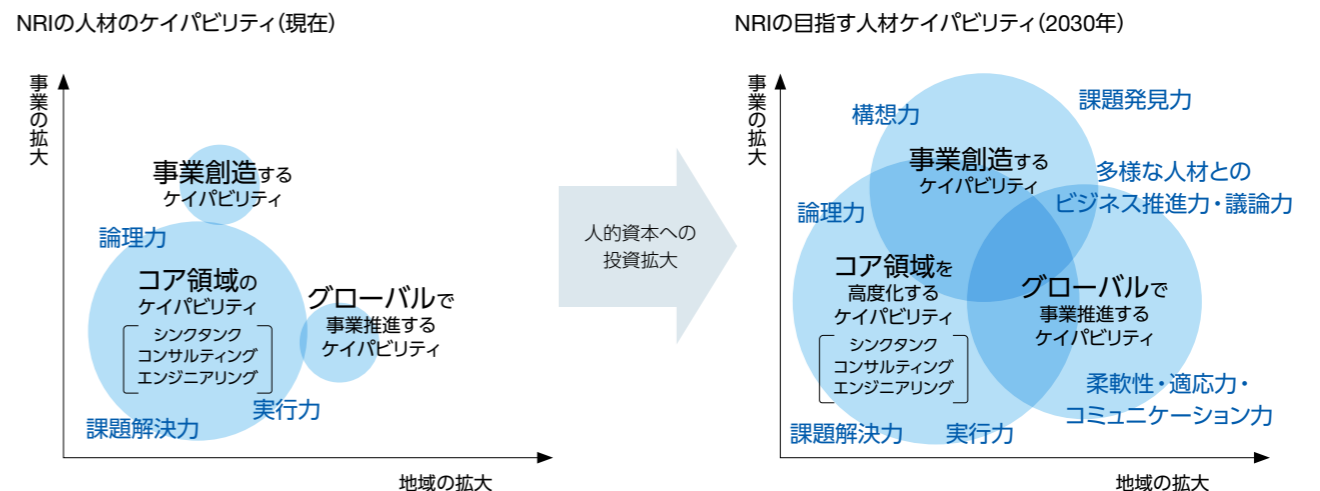 NRIの人材のケイパビリティ(現在)
事業の拡大
事業創造する
ケイパビリティ
論理力
コア領域の
ケイパビリティ
シンクタンク
コンサルティング
エンジニアリング
グローバルで
事業推進する
ケイパビリティ
実行力
課題解決力
地域の拡大
人的資本への
投資拡大
NRIの目指す人材ケイパビリティ(2030年)
事業の拡大
構想力
課題発見力
事業創造する
ケイパビリティ
多様な人材との
ビジネス推進力・議論力
論理力
コア領域を
高度化する
ケイパビリティ
シンクタンク
コンサルティング
エンジニアリング
グローバルで
事業推進する
ケイパビリティ
柔軟性・適応力・
コミュニケーション力
課題解決力
実行力
地域の拡大